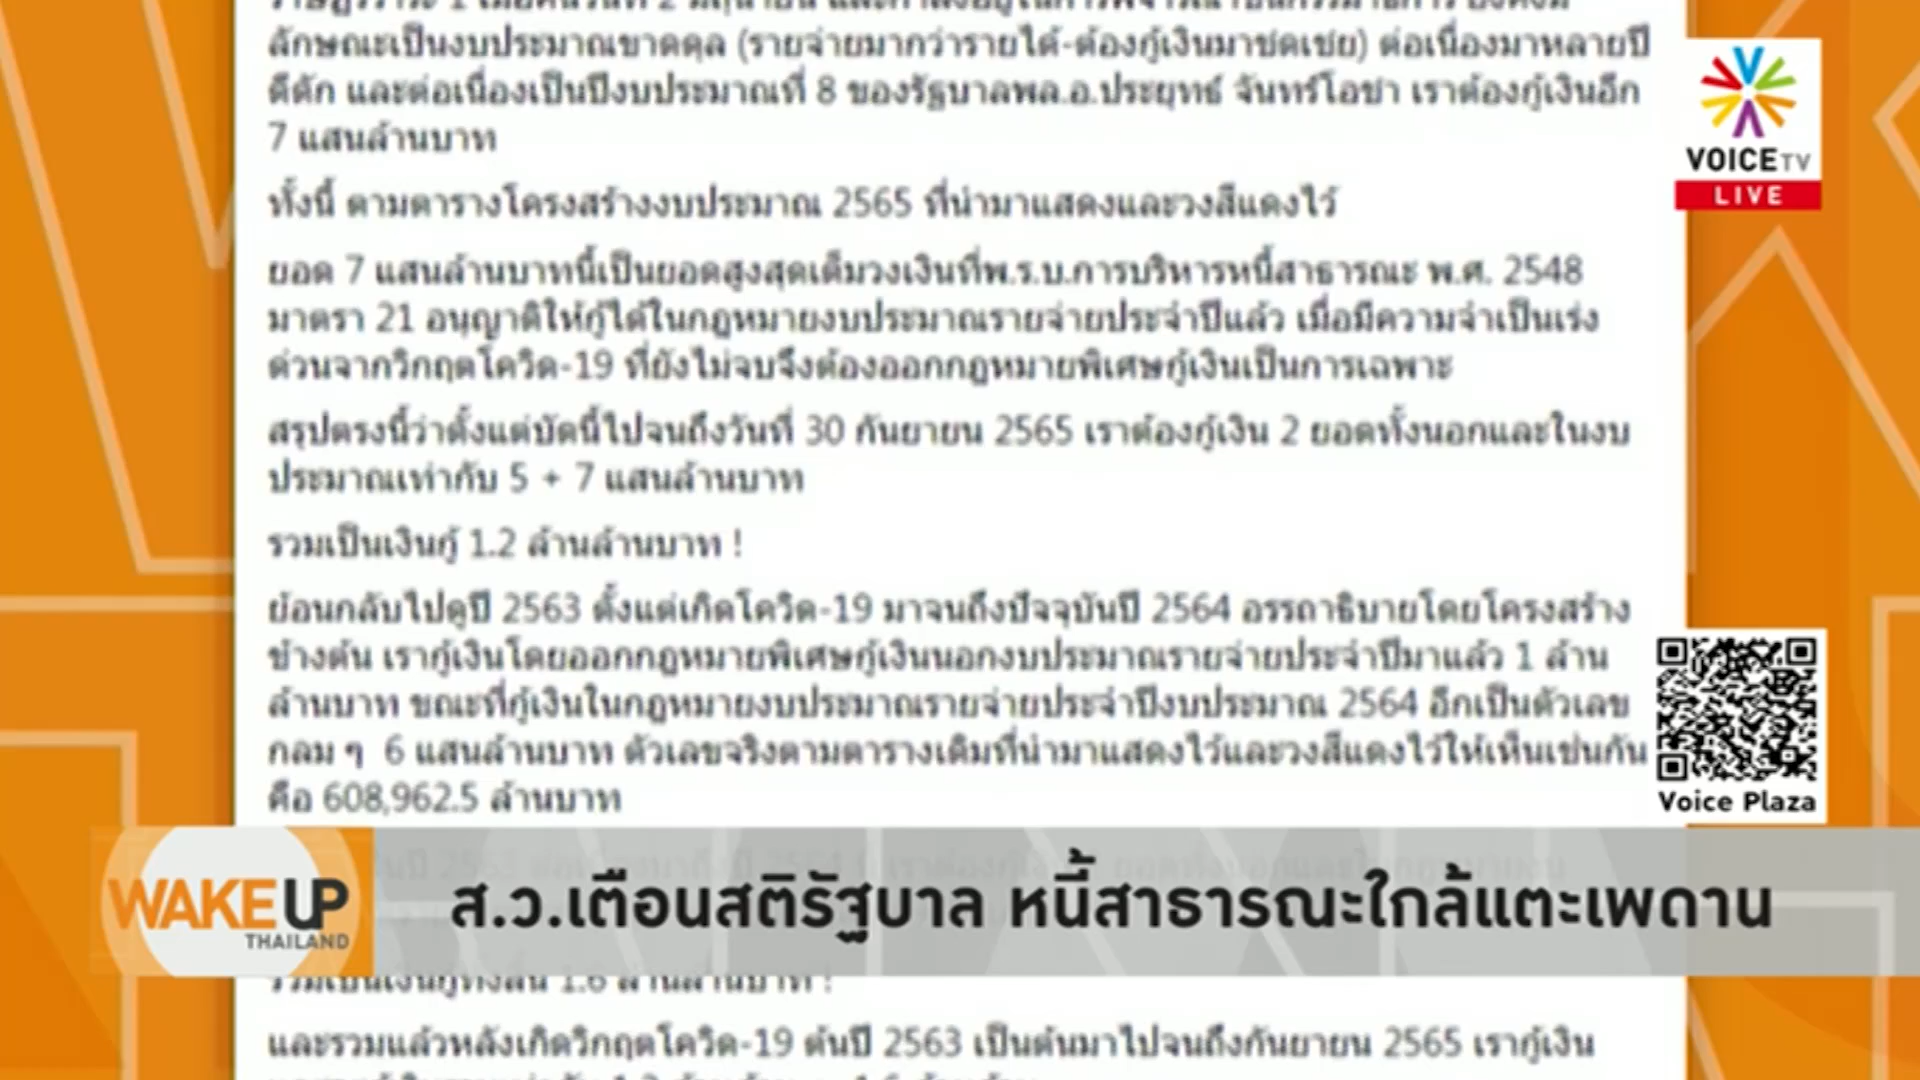 ลักษณะเป็นงบประมาณขาดดุล (รายจ่ายมากกว่ารายได้-ต้องกู้เงินมาชดเชย) ต่อเนื่องมาหลายปี
ดีดัก และต่อเนื่องเป็นปีงบประมาณที่ 8 ของรัฐบาลพล.อ.ประยุทธ์ จันทร์โอชา เราต้องกู้เงินอีก
7 แสนล้านบาท
VOICE TV
LIVE
ทั้งนี้ ตามตารางโครงสร้างงบประมาณ 2565 ที่นำมาแสดงและวงสีแดงไว้
ยอด 7 แสนล้านบาทนี้เป็นยอดสูงสุดเต็มวงเงินที่พ.ร.บ.การบริหารหนี้สาธารณะ พ.ศ. 2548
มาตรา 21 อนุญาติให้กู้ได้ในกฎหมายงบประมาณรายจ่ายประจำปีแล้ว เมื่อมีความจำเป็นเร่ง
ด่วนจากวิกฤตโควิด-19 ที่ยังไม่จบจึงต้องออกกฎหมายพิเศษกู้เงินเป็นการเฉพาะ
สรุปตรงนี้ว่าตั้งแต่บัดนี้ไปจนถึงวันที่ 30 กันยายน 2565 เราต้องกู้เงิน 2 ยอดทั้งนอกและในงบ
ประมาณเท่ากับ 5 + 7 แสนล้านบาท
รวมเป็นเงินกู้ 1.2 ล้านล้านบาท !
ย้อนกลับไปดูปี 2563 ตั้งแต่เกิดโควิด-19 มาจนถึงปัจจุบันปี 2564 อรรถาธิบายโดยโครงสร้าง
ข้างต้น เรากู้เงินโดยออกกฎหมายพิเศษกู้เงินนอกงบประมาณรายจ่ายประจำปีมาแล้ว 1 ล้าน
ล้านบาท ขณะที่กู้เงินในกฎหมายงบประมาณรายจ่ายประจำปีงบประมาณ 2564 อีกเป็นตัวเลข
กลม ๆ 6 แสนล้านบาท ตัวเลขจริงตามตารางเดิมที่นำมาแสดงไว้และวงสีแดงไว้ให้เห็นเช่นกัน
คือ 608,962.5 ล้านบาท
Voice Plaza
WAKE UP
THAILAND
ส.ว.เตือนสติรัฐบาล หนี้สาธารณะใกล้แตะเพดาน
รวมเป็นเงินกู้ทั้งสิ้น 1.6 ล้านล้านบาท !
และรวมแล้วหลังเกิดวิกฤตโควิด-19 ต้นปี 2563 เป็นต้นมาไปจนถึงกันยายน 2565 เรากู้เงิน